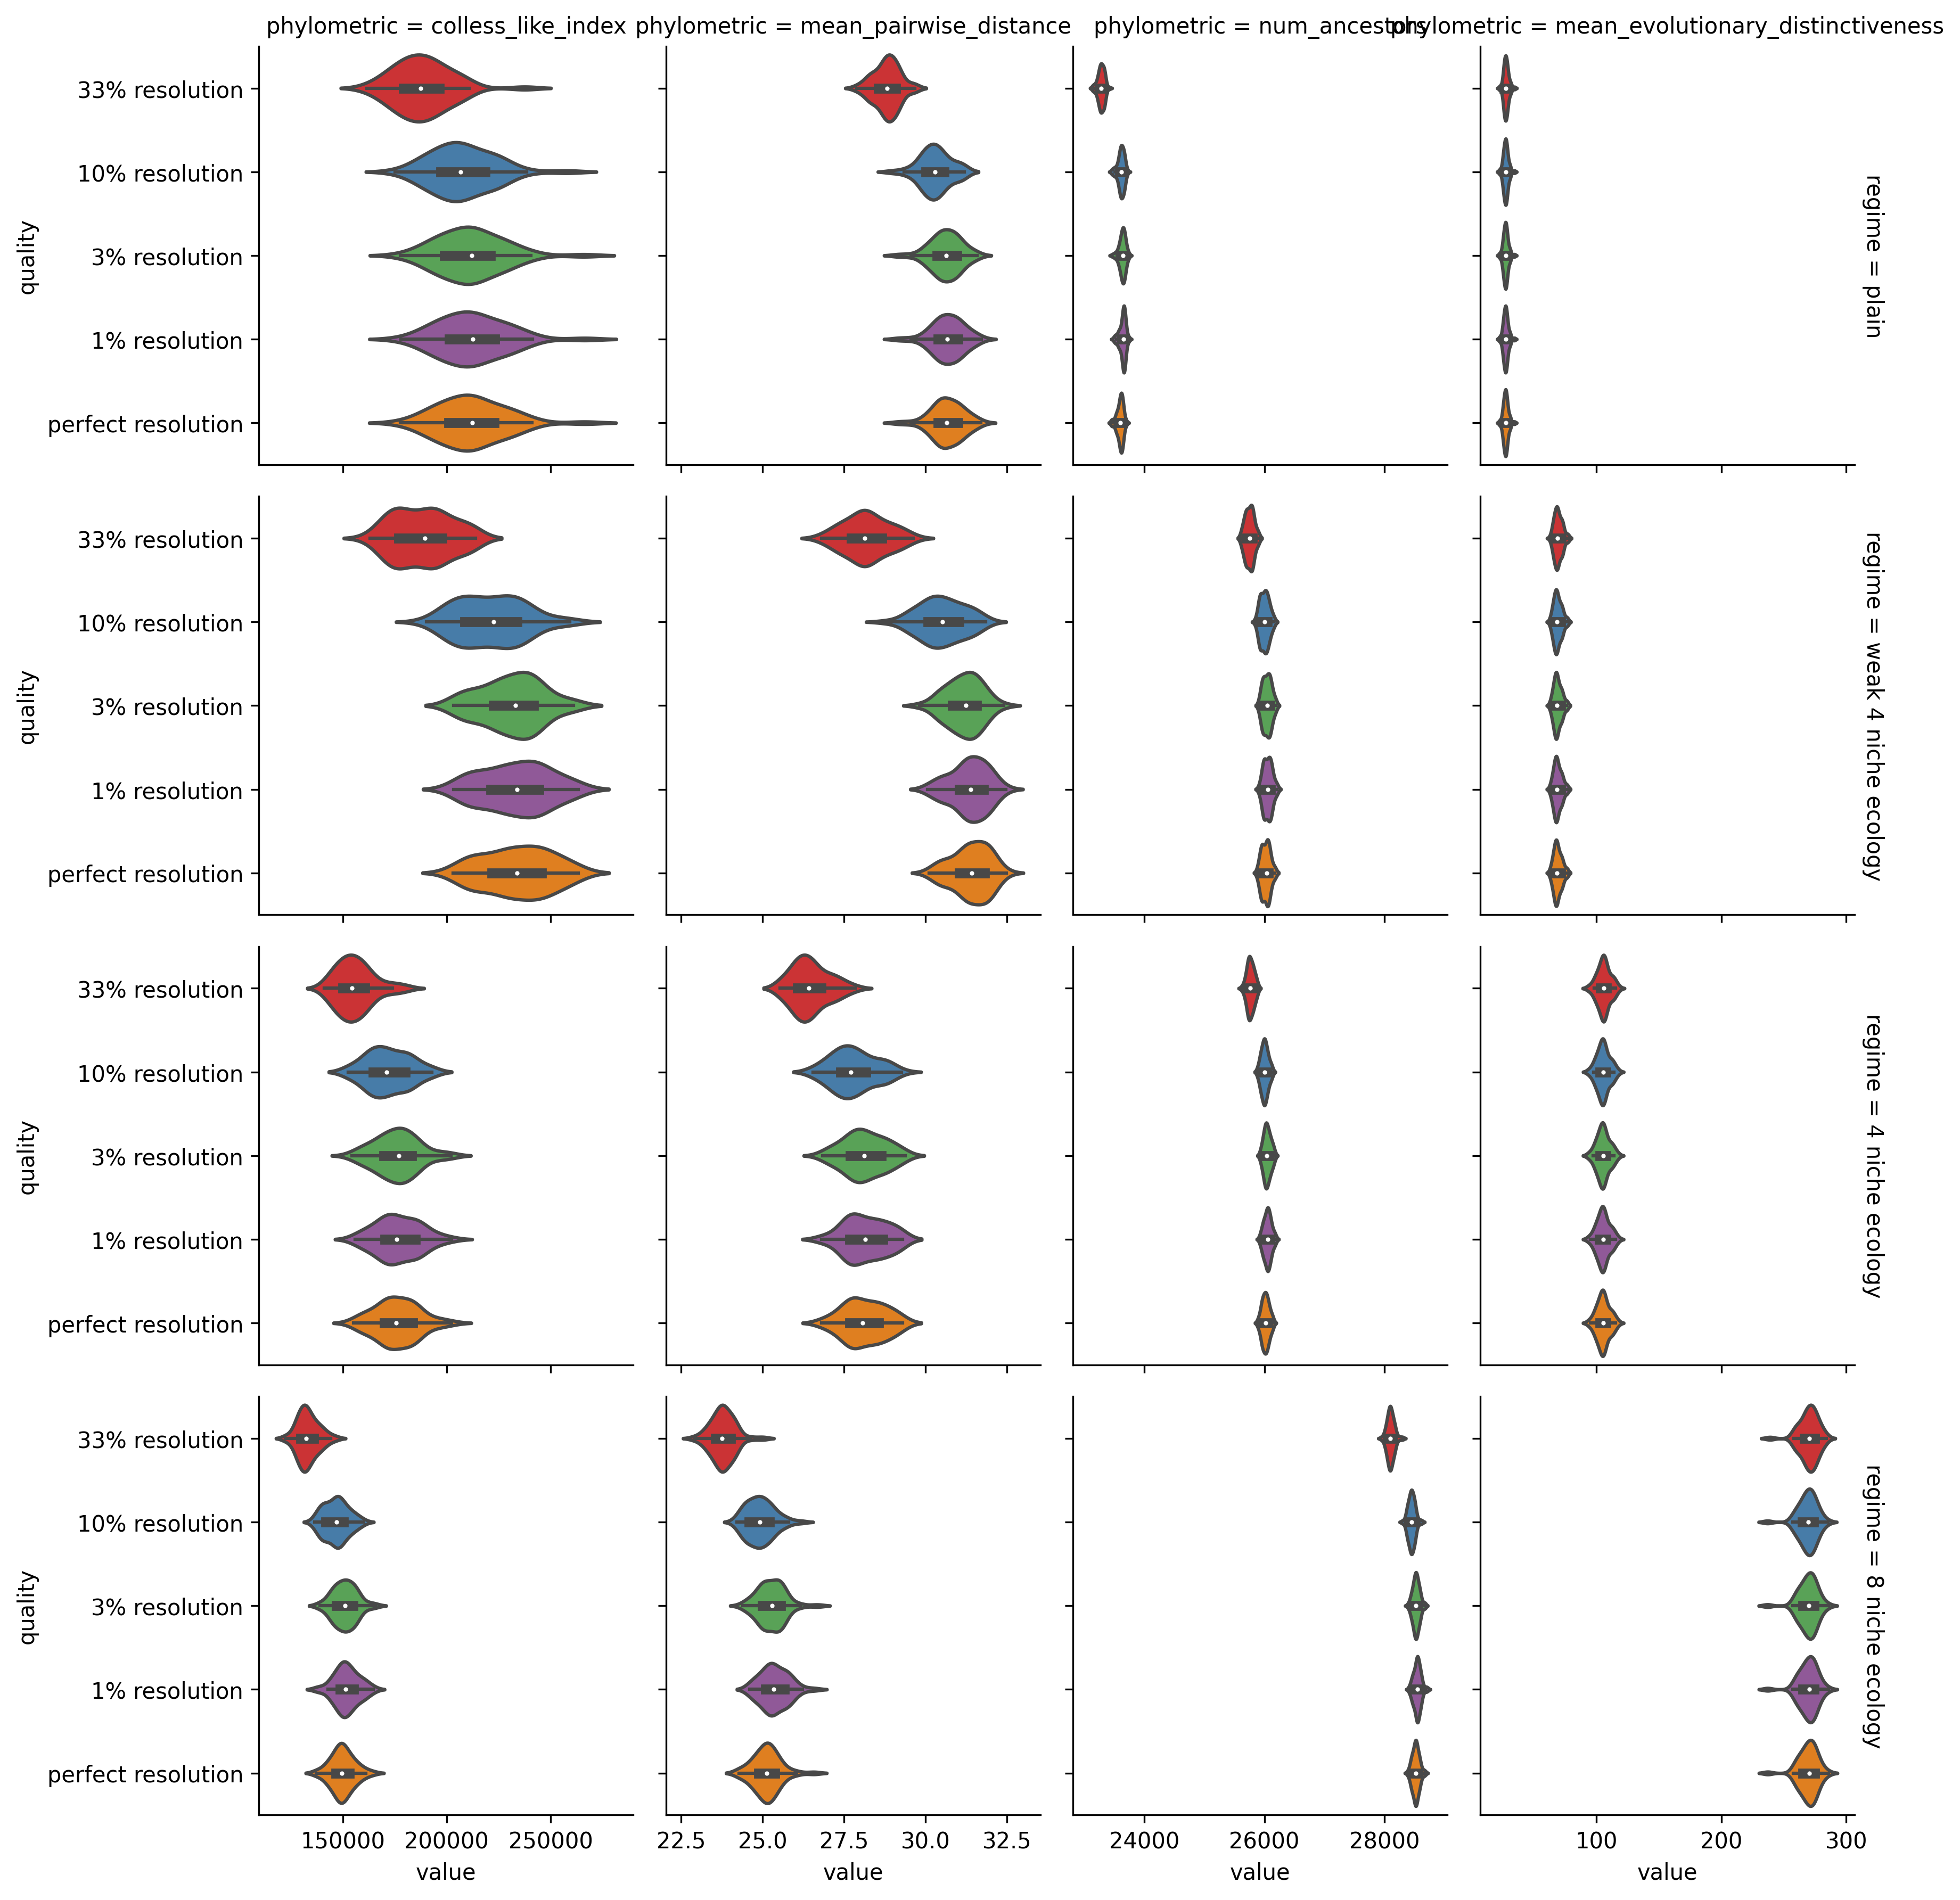 phylometric = colless_like_index
phylometric = mean_pairwise_distance
phylometric = num_ancestors
phylometric = mean_evolutionary_distinctiveness
quality
33% resolution
10% resolution
3% resolution
1% resolution
perfect resolution
regime = plain
quality
33% resolution
10% resolution
3% resolution
1% resolution
perfect resolution
regime = weak 4 niche ecology
quality
33% resolution
10% resolution
3% resolution
1% resolution
perfect resolution
regime = 4 niche ecology
quality
33% resolution
10% resolution
3% resolution
1% resolution
perfect resolution
regime = 8 niche ecology
150000 200000 250000
22.5 25.0 27.5 30.0 32.5
24000 26000 28000
100 200 300
value
value
value
value